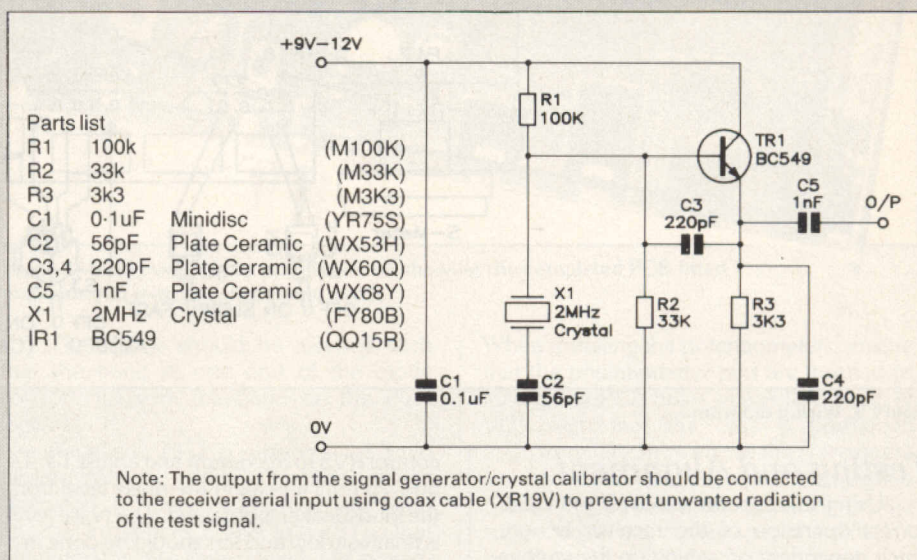 +9V–12V
Parts list
R1 100k (M100K)
R2 33k (M33K)
R3 3k3 (M3K3)
C1 0·1uF Minidisc (YR75S)
C2 56pF Plate Ceramic (WX53H)
C3,4 220pF Plate Ceramic (WX60Q)
C5 1nF Plate Ceramic (WX68Y)
X1 2MHz Crystal (FY80B)
IR1 BC549 (QQ15R)
R1
100K
TR1
BC549
C5
1nF
O/P
C3
220pF
X1
2MHz
Crystal
R2
33K
R3
3K3
C1
0.1uF
C2
56pF
C4
220pF
0V
Note: The output from the signal generator/crystal calibrator should be connected
to the receiver aerial input using coax cable (XR19V) to prevent unwanted radiation
of the test signal.